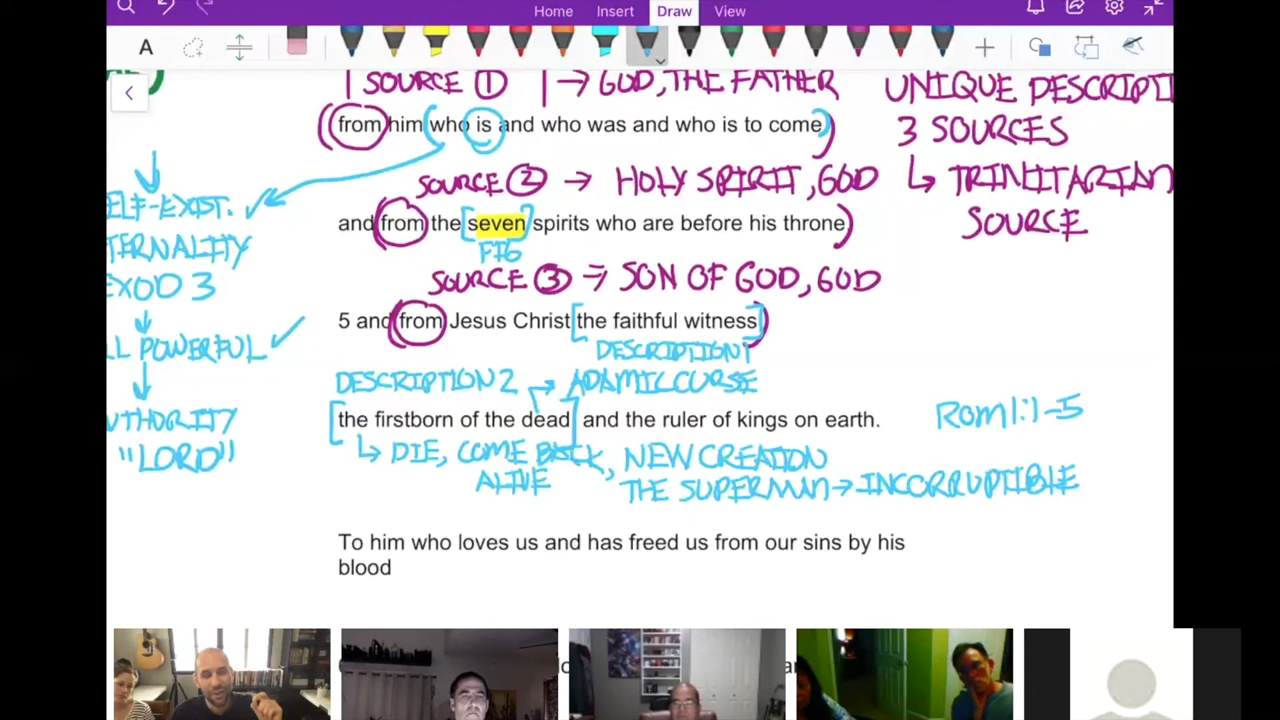 Home Insert Draw View
A
| SOURCE ① | → GOD, THE FATHER
UNIQUE DESCRIPTI
from him who is and who was and who is to come
3 SOURCES
SOURCE ② → HOLY SPIRIT, GOD
↳ TRINITARIAN
ELF-EXIST.
and from the seven spirits who are before his throne
SOURCE
FIG
TERNALITY
EXOD 3
SOURCE ③ → SON OF GOD, GOD
5 and from Jesus Christ the faithful witness
LL POWERFUL
DESCRIPTION 1
DESCRIPTION 2 → ADAMIC CURSE
the firstborn of the dead and the ruler of kings on earth.
Rom 1:1-5
UTHORITY
"LORD"
↳ DIE, COME BACK, NEW CREATION
ALIVE THE SUPERMAN → INCORRUPTIBLE
To him who loves us and has freed us from our sins by his
blood